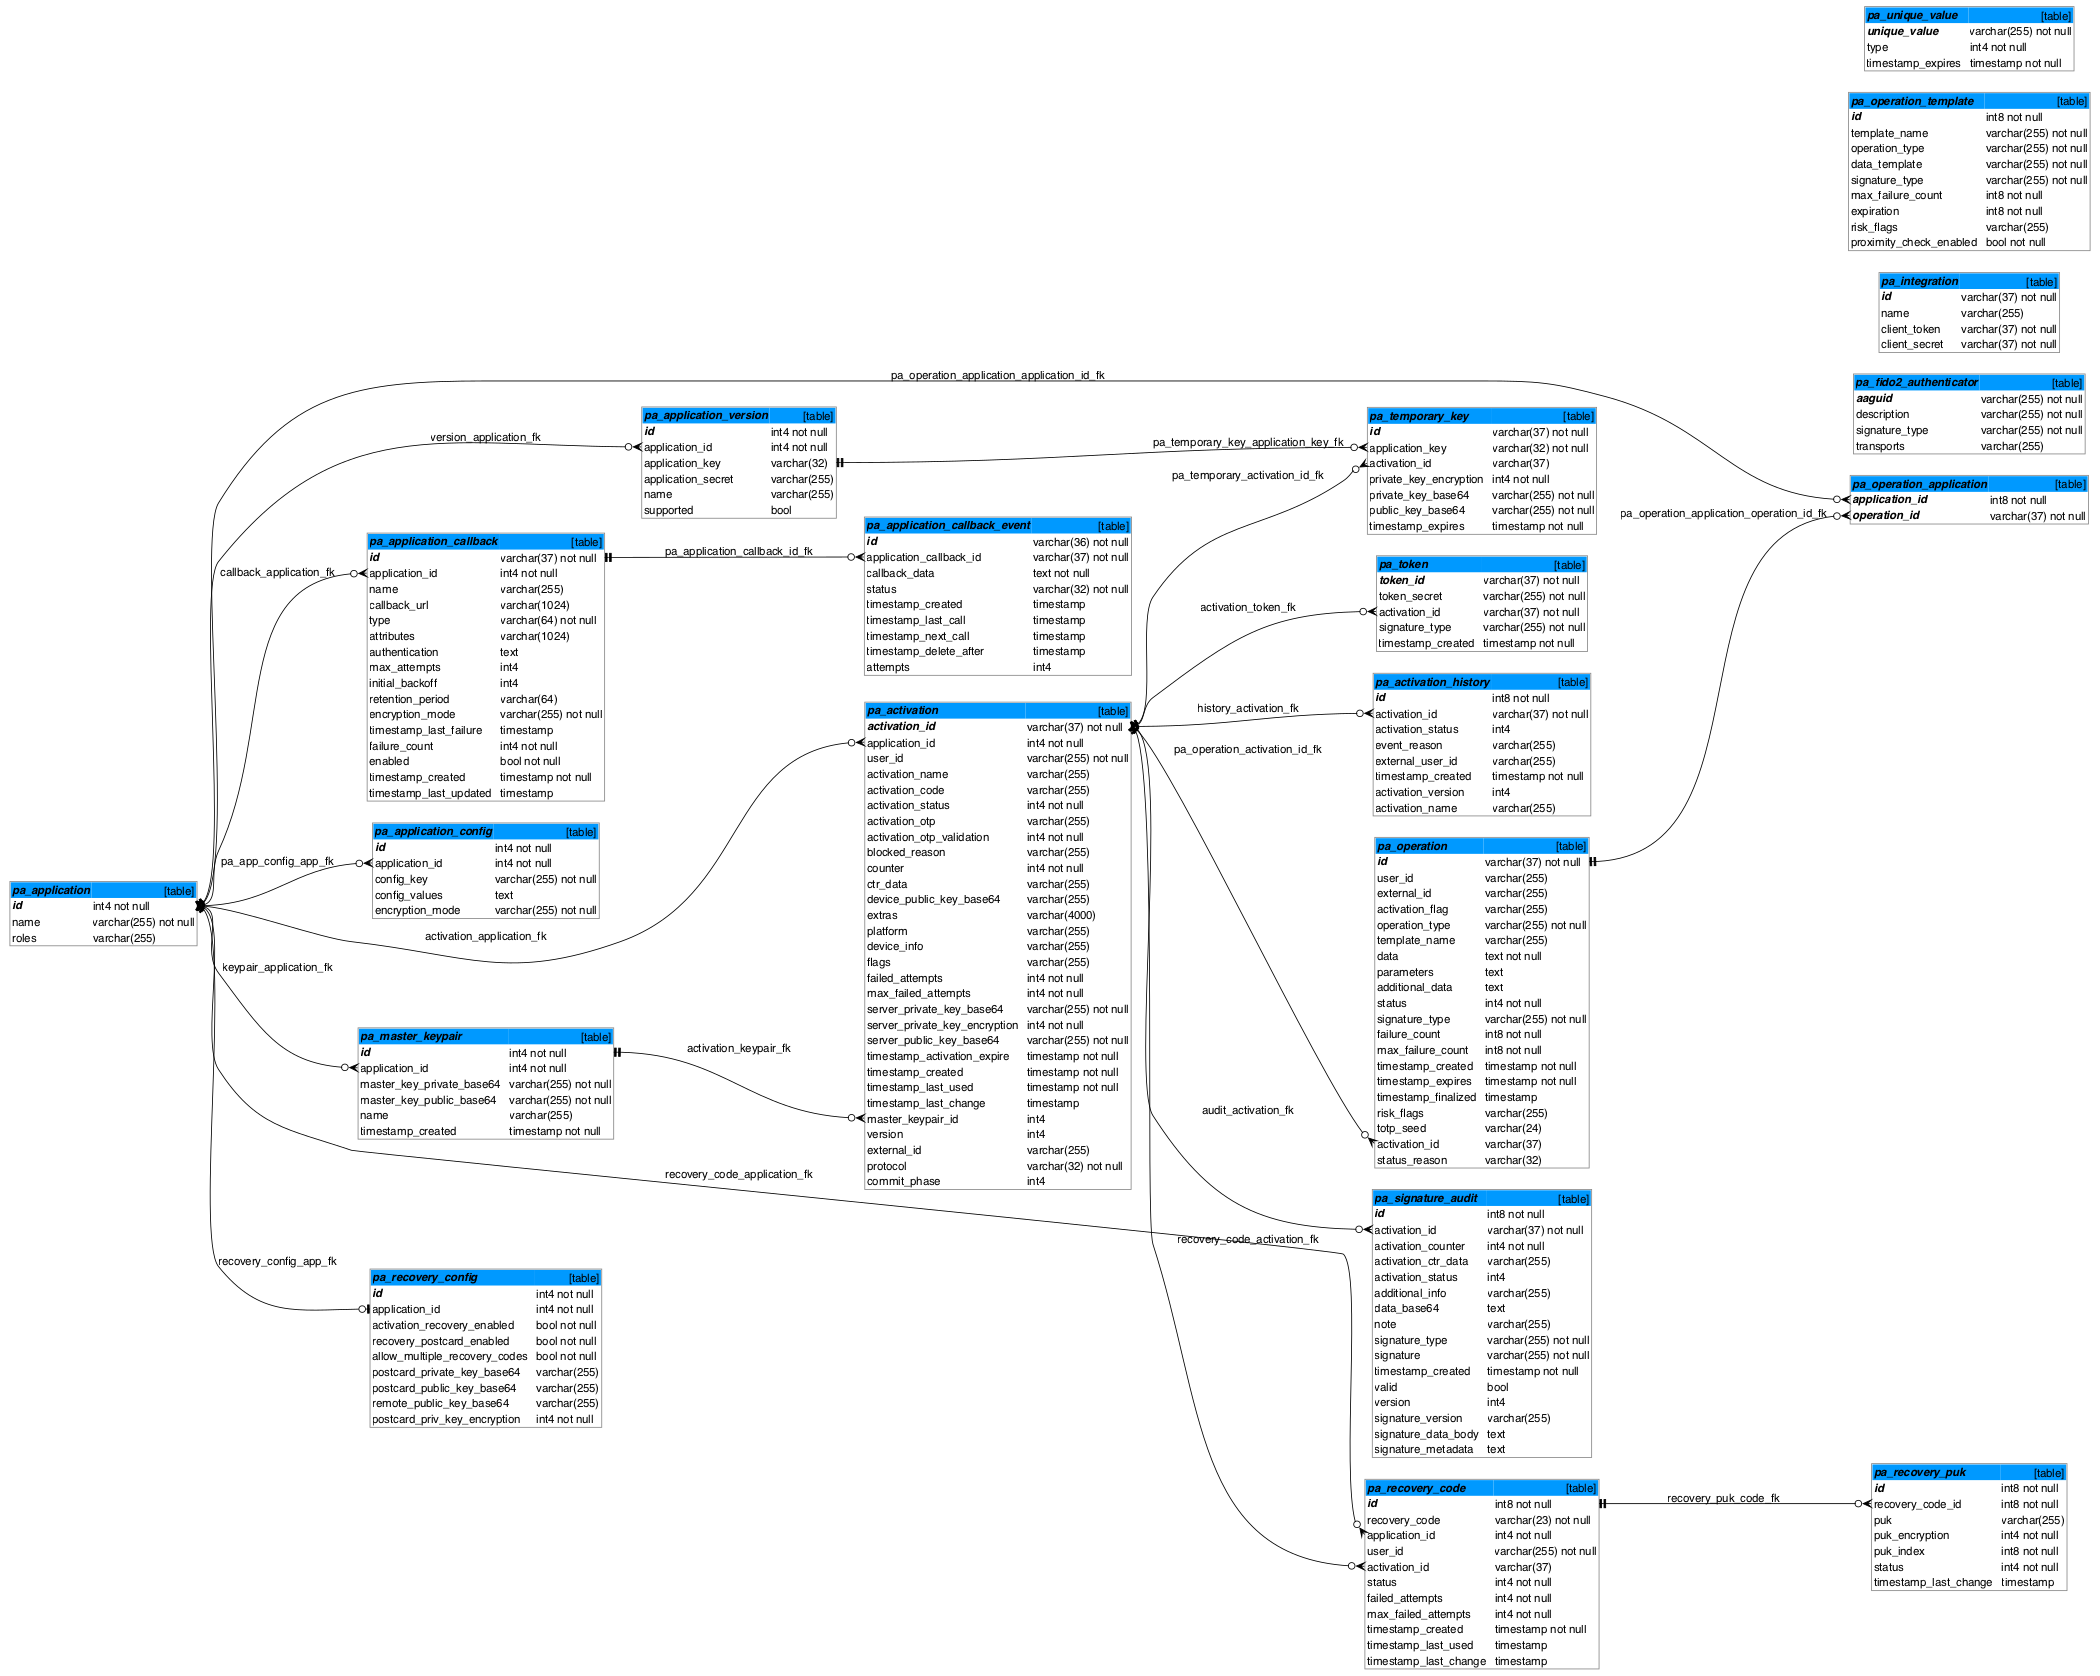 pa_unique_value [table]
unique_value varchar(255) not null
type int4 not null
timestamp_expires timestamp not null
pa_operation_template [table]
id int8 not null
template_name varchar(255) not null
operation_type varchar(255) not null
data_template varchar(255) not null
signature_type varchar(255) not null
max_failure_count int8 not null
expiration int8 not null
risk_flags varchar(255)
proximity_check_enabled bool not null
pa_integration [table]
id varchar(37) not null
name varchar(255)
client_token varchar(37) not null
client_secret varchar(37) not null
pa_fido2_authenticator [table]
aaguid varchar(255) not null
description varchar(255) not null
signature_type varchar(255) not null
transports varchar(255)
pa_operation_application [table]
application_id int8 not null
operation_id varchar(37) not null
pa_operation_application_application_id_fk
pa_operation_application_operation_id_fk
pa_application_version [table]
id int4 not null
application_id int4 not null
application_key varchar(32)
application_secret varchar(255)
name varchar(255)
supported bool
version_application_fk
pa_temporary_key_application_key_fk
pa_temporary_activation_id_fk
pa_temporary_key [table]
id varchar(37) not null
application_key varchar(32) not null
activation_id varchar(37)
private_key_encryption int4 not null
private_key_base64 varchar(255) not null
public_key_base64 varchar(255) not null
timestamp_expires timestamp not null
pa_application_callback [table]
id varchar(37) not null
application_id int4 not null
name varchar(255)
callback_url varchar(1024)
type varchar(64) not null
attributes varchar(1024)
authentication text
max_attempts int4
initial_backoff int4
retention_period varchar(64)
encryption_mode varchar(255) not null
timestamp_last_failure timestamp
failure_count int4 not null
enabled bool not null
timestamp_created timestamp not null
timestamp_last_updated timestamp
callback_application_fk
pa_application_callback_id_fk
pa_application_callback_event [table]
id varchar(36) not null
application_callback_id varchar(37) not null
callback_data text not null
status varchar(32) not null
timestamp_created timestamp
timestamp_last_call timestamp
timestamp_next_call timestamp
timestamp_delete_after timestamp
attempts int4
pa_token [table]
token_id varchar(37) not null
token_secret varchar(255) not null
activation_id varchar(37) not null
signature_type varchar(255) not null
timestamp_created timestamp not null
activation_token_fk
pa_activation_history [table]
id int8 not null
activation_id varchar(37) not null
activation_status int4
event_reason varchar(255)
external_user_id varchar(255)
timestamp_created timestamp not null
activation_version int4
activation_name varchar(255)
history_activation_fk
pa_operation_activation_id_fk
pa_activation [table]
activation_id varchar(37) not null
application_id int4 not null
user_id varchar(255) not null
activation_name varchar(255)
activation_code varchar(255)
activation_status int4 not null
activation_otp varchar(255)
activation_otp_validation int4 not null
blocked_reason varchar(255)
counter int4 not null
ctr_data varchar(255)
device_public_key_base64 varchar(255)
extras varchar(4000)
platform varchar(255)
device_info varchar(255)
flags varchar(255)
failed_attempts int4 not null
max_failed_attempts int4 not null
server_private_key_base64 varchar(255) not null
server_private_key_encryption int4 not null
server_public_key_base64 varchar(255) not null
timestamp_activation_expire timestamp not null
timestamp_created timestamp not null
timestamp_last_used timestamp not null
timestamp_last_change timestamp
master_keypair_id int4
version int4
external_id varchar(255)
protocol varchar(32) not null
commit_phase int4
pa_application_config [table]
id int4 not null
application_id int4 not null
config_key varchar(255) not null
config_values text
encryption_mode varchar(255) not null
pa_app_config_app_fk
pa_application [table]
id int4 not null
name varchar(255) not null
roles varchar(255)
activation_application_fk
keypair_application_fk
pa_master_keypair [table]
id int4 not null
application_id int4 not null
master_key_private_base64 varchar(255) not null
master_key_public_base64 varchar(255) not null
name varchar(255)
timestamp_created timestamp not null
activation_keypair_fk
pa_operation [table]
id varchar(37) not null
user_id varchar(255)
external_id varchar(255)
activation_flag varchar(255)
operation_type varchar(255) not null
template_name varchar(255)
data text not null
parameters text
additional_data text
status int4 not null
signature_type varchar(255) not null
failure_count int8 not null
max_failure_count int8 not null
timestamp_created timestamp not null
timestamp_expires timestamp not null
timestamp_finalized timestamp
risk_flags varchar(255)
totp_seed varchar(24)
activation_id varchar(37)
status_reason varchar(32)
audit_activation_fk
recovery_code_application_fk
recovery_code_activation_fk
recovery_config_app_fk
pa_signature_audit [table]
id int8 not null
activation_id varchar(37) not null
activation_counter int4 not null
activation_ctr_data varchar(255)
activation_status int4
additional_info varchar(255)
data_base64 text
note varchar(255)
signature_type varchar(255) not null
signature varchar(255) not null
timestamp_created timestamp not null
valid bool
version int4
signature_version varchar(255)
signature_data_body text
signature_metadata text
pa_recovery_config [table]
id int4 not null
application_id int4 not null
activation_recovery_enabled bool not null
recovery_postcard_enabled bool not null
allow_multiple_recovery_codes bool not null
postcard_private_key_base64 varchar(255)
postcard_public_key_base64 varchar(255)
remote_public_key_base64 varchar(255)
postcard_priv_key_encryption int4 not null
pa_recovery_code [table]
id int8 not null
recovery_code varchar(23) not null
application_id int4 not null
user_id varchar(255) not null
activation_id varchar(37)
status int4 not null
failed_attempts int4 not null
max_failed_attempts int4 not null
timestamp_created timestamp not null
timestamp_last_used timestamp
timestamp_last_change timestamp
recovery_puk_code_fk
pa_recovery_puk [table]
id int8 not null
recovery_code_id int8 not null
puk varchar(255)
puk_encryption int4 not null
puk_index int8 not null
status int4 not null
timestamp_last_change timestamp